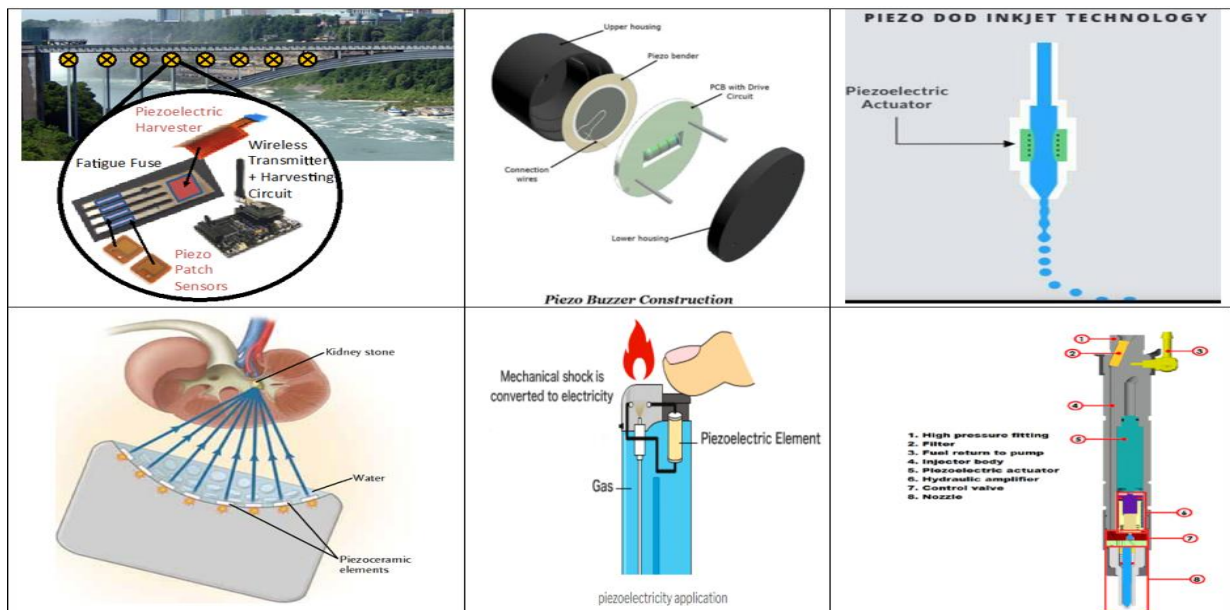 Piezoelectric
Harvester
Fatigue Fuse
Wireless
Transmitter
+ Harvesting
Circuit
Piezo
Patch
Sensors
Upper housing
Piezo bender
PCB with Drive
Circuit
Connection
wires
Lower housing
Piezo Buzzer Construction
PIEZO DOD INKJET TECHNOLOGY
Piezoelectric
Actuator
Kidney stone
Water
Piezoceramic
elements
Mechanical shock is
converted to electricity
Piezoelectric Element
Gas
piezoelectricity application
1
2
3
4
5
1. High pressure fitting
2. Filter
3. Fuel return to pump
4. Injector body
5. Piezoelectric actuator
6. Hydraulic amplifier
7. Control valve
8. Nozzle
6
7
8